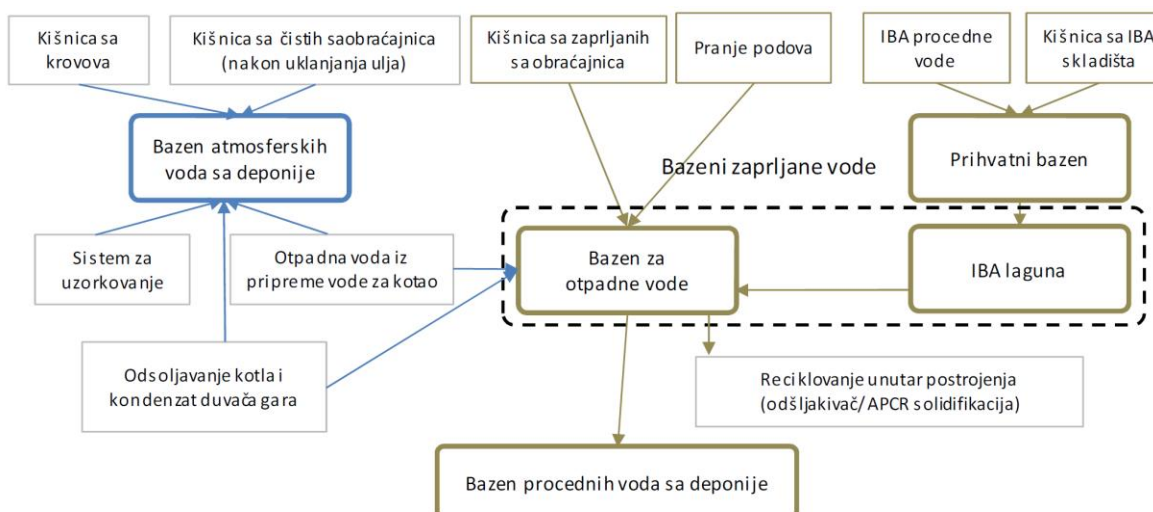 Kišnica sa
krovova
Kišnica sa čistih saobraćajnica
(nakon uklanjanja ulja)
Kišnica sa zaprljanih
saobraćajnica
Pranje podova
IBA procedne
vode
Kišnica sa IBA
skladišta
Bazen atmosferskih
voda sa deponije
Bazeni zaprljane vode
Prihvatni bazen
Sistem za
uzorkovanje
Otpadna voda iz
pripreme vode za kotao
Bazen za
otpadne vode
IBA laguna
Odsoljavanje kotla i
kondenzat duvača gara
Reciklovanje unutar postrojenja
(odšljakivač/APCR solidifikacija)
Bazen procednih voda sa deponije